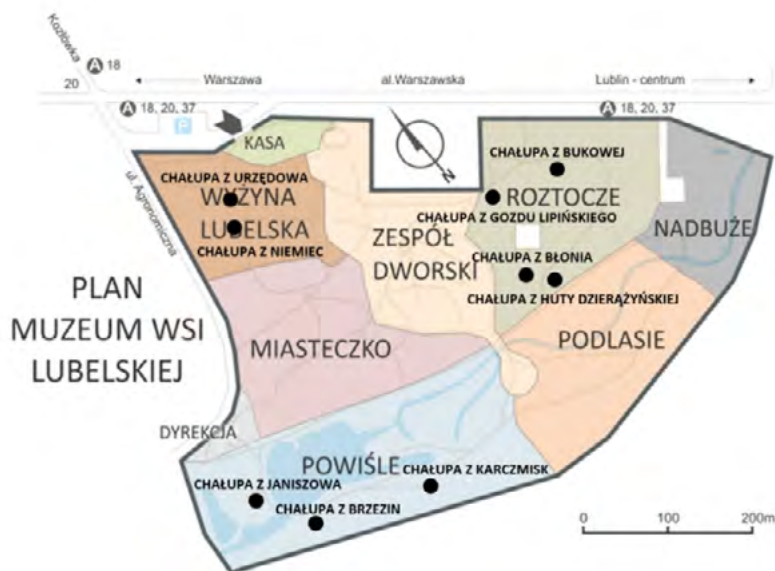 Kozłówka
A 18
20
Warszawa
al.Warszawska
Lublin - centrum
A 18, 20, 37
A 18, 20, 37
P
KASA
ul. Agronomiczna
N
CHAŁUPA Z URZĘDOWA
WYŻYNA
LUBELSKA
CHAŁUPA Z NIEMIEC
CHAŁUPA Z BUKOWEJ
ROZTOCZE
CHAŁUPA Z GOZDU LIPIŃSKIEGO
NADBUŻE
ZESPÓŁ
DWORSKI
CHAŁUPA Z BŁONIA
CHAŁUPA Z HUTY DZIERĄŻYŃSKIEJ
PLAN
MUZEUM WSI
LUBELSKIEJ
MIASTECZKO
PODLASIE
DYREKCJA
POWIŚLE
CHAŁUPA Z KARCZMISK
CHAŁUPA Z JANISZOWA
CHAŁUPA Z BRZEZIN
0 100 200m